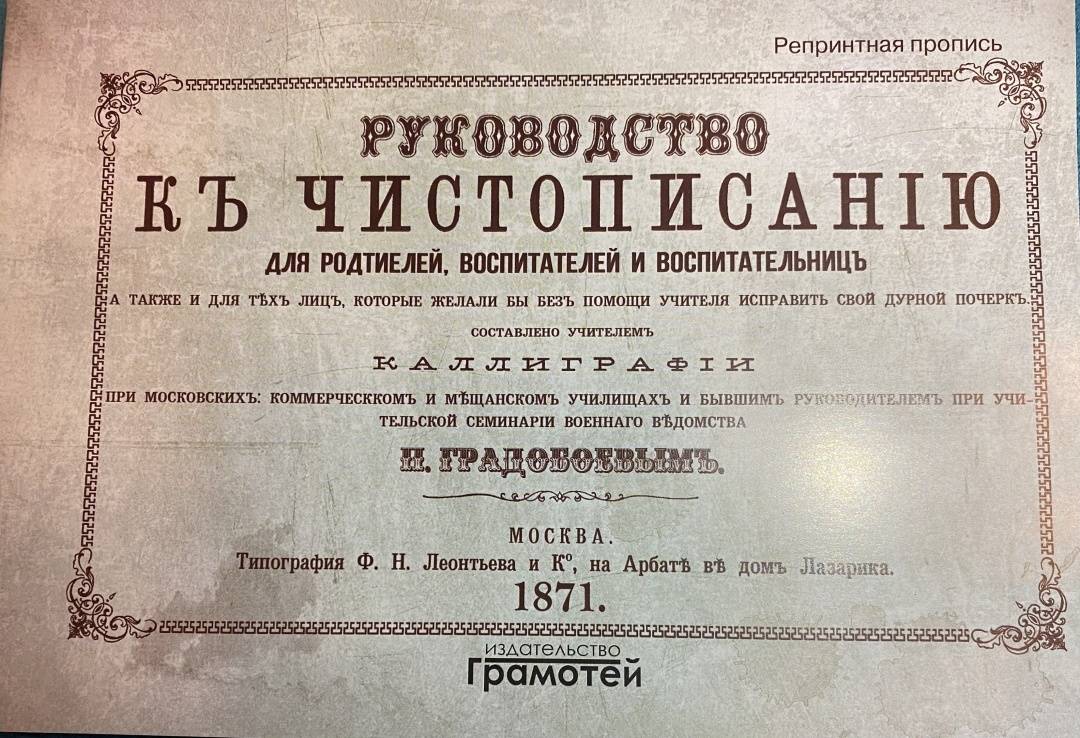 Репринтная пропись
РУКОВОДСТВО
КЪ ЧИСТОПИСАНІЮ
ДЛЯ РОДТИЕЛЕЙ, ВОСПИТАТЕЛЕЙ И ВОСПИТАТЕЛЬНИЦЪ
А ТАКЖЕ И ДЛЯ ТѢХЪ ЛИЦЪ, КОТОРЫЕ ЖЕЛАЛИ БЫ БЕЗЪ ПОМОЩИ УЧИТЕЛЯ ИСПРАВИТЬ СВОЙ ДУРНОЙ ПОЧЕРКЪ.
СОСТАВЛЕНО УЧИТЕЛЕМЪ
КАЛЛИГРАФІИ
ПРИ МОСКОВСКИХЪ: КОММЕРЧЕСККОМЪ И МѢЩАНСКОМЪ УЧИЛИЩАХЪ И БЫВШИМЪ РУКОВОДИТЕЛЕМЪ ПРИ УЧИ-
ТЕЛЬСКОЙ СЕМИНАРІИ ВОЕННАГО ВѢДОМСТВА
Н. ГРАДОБОЕВЫМЪ.
МОСКВА.
Типографія Ф. Н. Леонтьева и Кº, на Арбатѣ вѣ домѣ Лазарика.
1871.
издательство
Грамотей